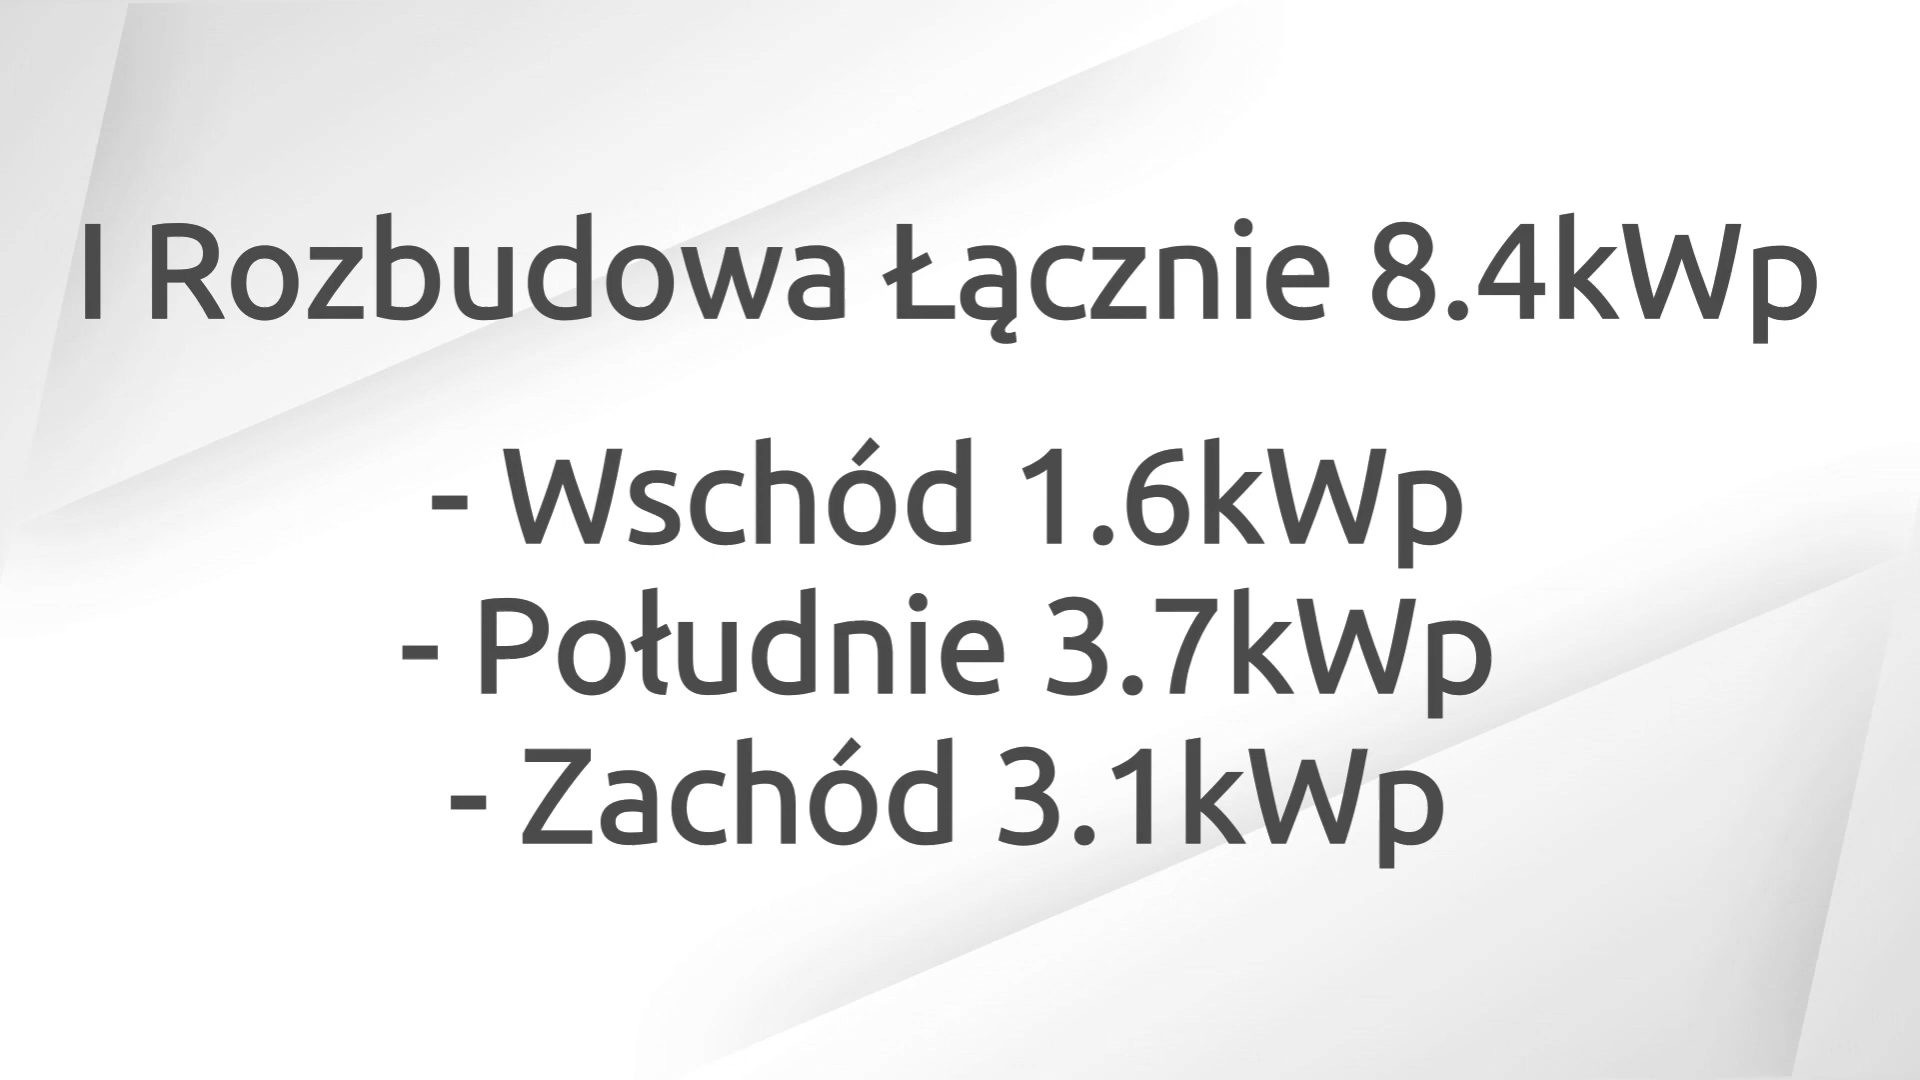 I Rozbudowa Łącznie 8.4kWp
- Wschód 1.6kWp
- Południe 3.7kWp
- Zachód 3.1kWp